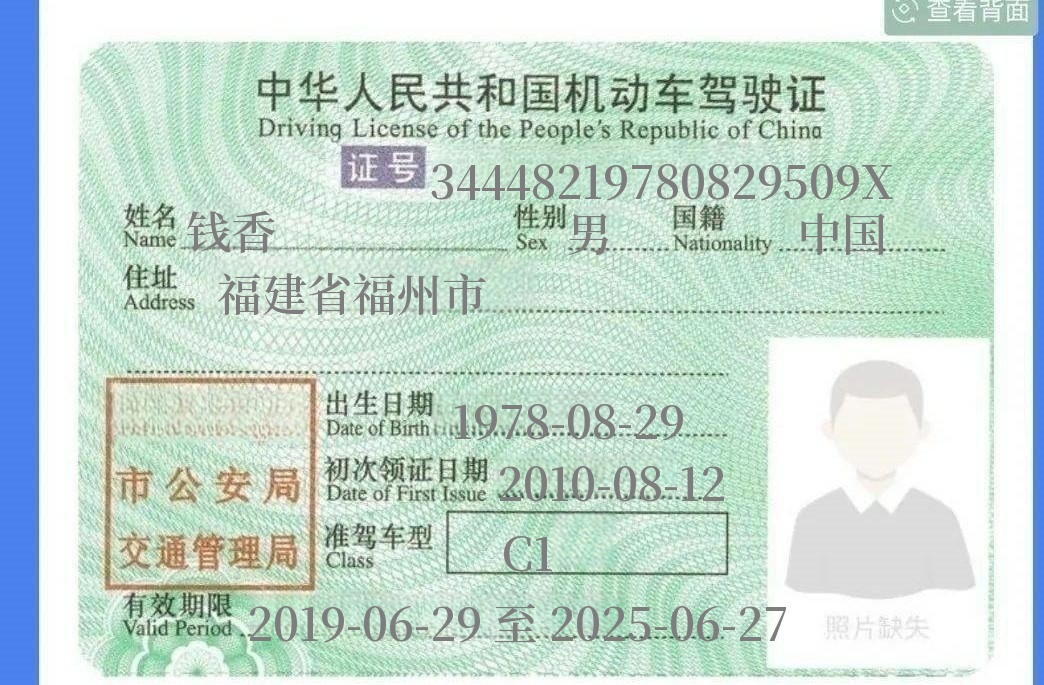 查看背面
中华人民共和国机动车驾驶证
Driving License of the People's Republic of China
证号 34448219780829509X
姓名 钱香 性别 男 国籍 中国
Name Sex Nationality
住址 福建省福州市
Address
出生日期 1978-08-29
Date of Birth
初次领证日期 2010-08-12
Date of First Issue
市公安局
交通管理局
准驾车型 C1
Class
有效期限 2019-06-29 至 2025-06-27
Valid Period
照片缺失